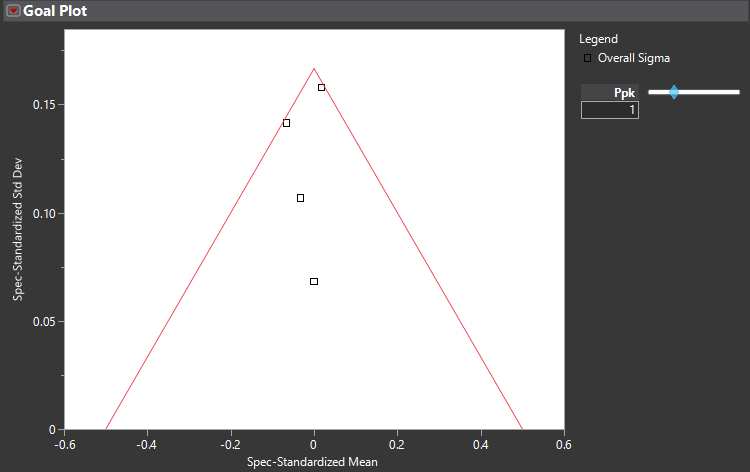 Goal Plot
Legend
Overall Sigma
Ppk
1
Spec-Standardized Std Dev
0.15
0.10
0.05
0
-0.6
-0.4
-0.2
0
0.2
0.4
0.6
Spec-Standardized Mean